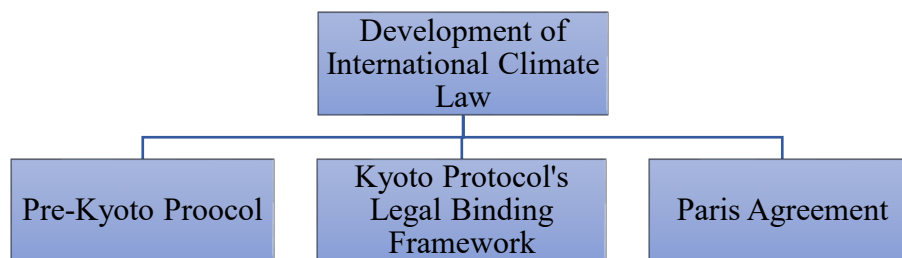 Development of
International Climate
Law
Pre-Kyoto Proocol
Kyoto Protocol's
Legal Binding
Framework
Paris Agreement